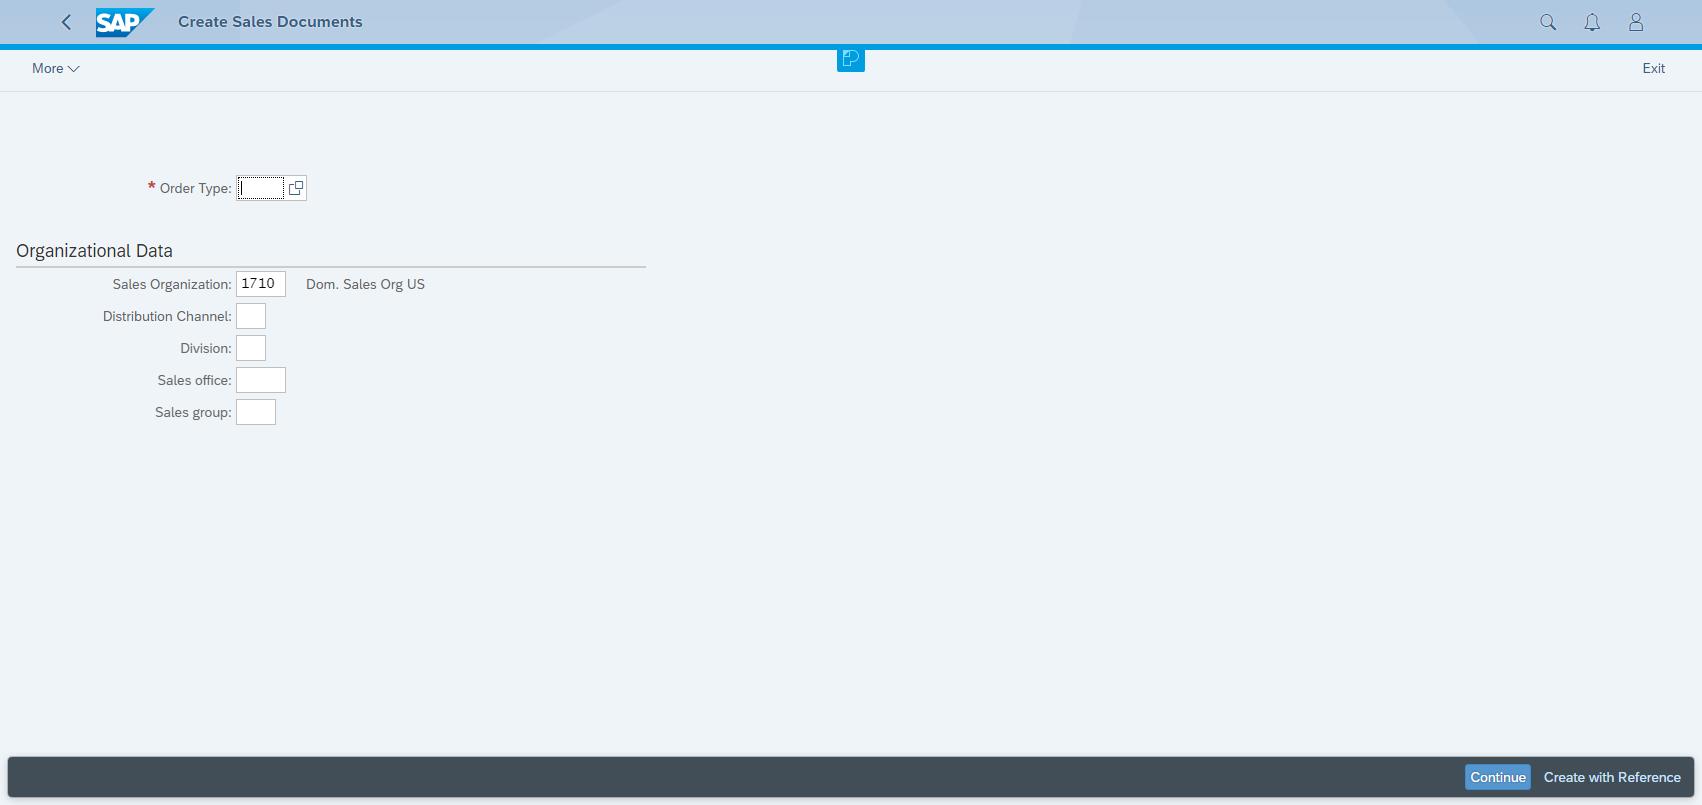 SAP Create Sales Documents
More Exit
* Order Type:
Organizational Data
Sales Organization: 1710 Dom. Sales Org US
Distribution Channel:
Division:
Sales office:
Sales group:
Continue Create with Reference